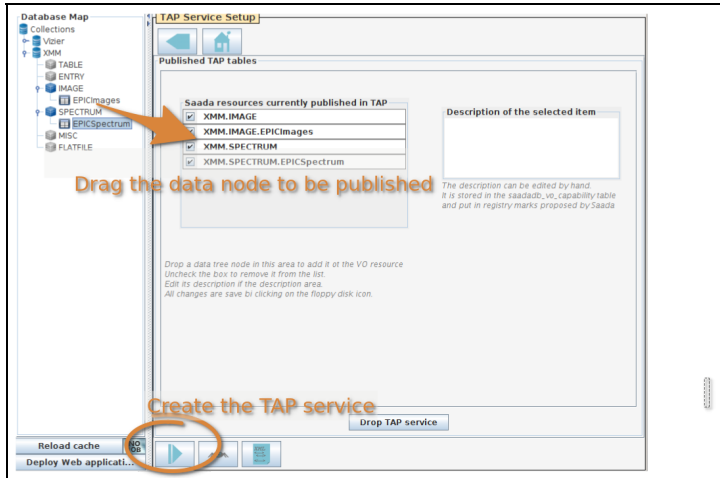 Database Map
Collections
Vizier
XMM
TABLE
ENTRY
IMAGE
EPICImages
SPECTRUM
EPICSpectrum
MISC
FLATFILE
Reload cache
NO
JOB
Deploy Web applicati...
TAP Service Setup
Published TAP tables
Saada resources currently published in TAP
XMM.IMAGE
XMM.IMAGE.EPICImages
XMM.SPECTRUM
XMM.SPECTRUM.EPICSpectrum
Description of the selected item
Drag the data node to be published
The description can be edited by hand.
It is stored in the saadadb_vo_capability table
and put in registry marks proposed by Saada
Drop a data tree node in this area to add it ot the VO resource
Uncheck the box to remove it from the list.
Edit its description if the description area.
All changes are save bi clicking on the floppy disk icon.
Create the TAP service
Drop TAP service